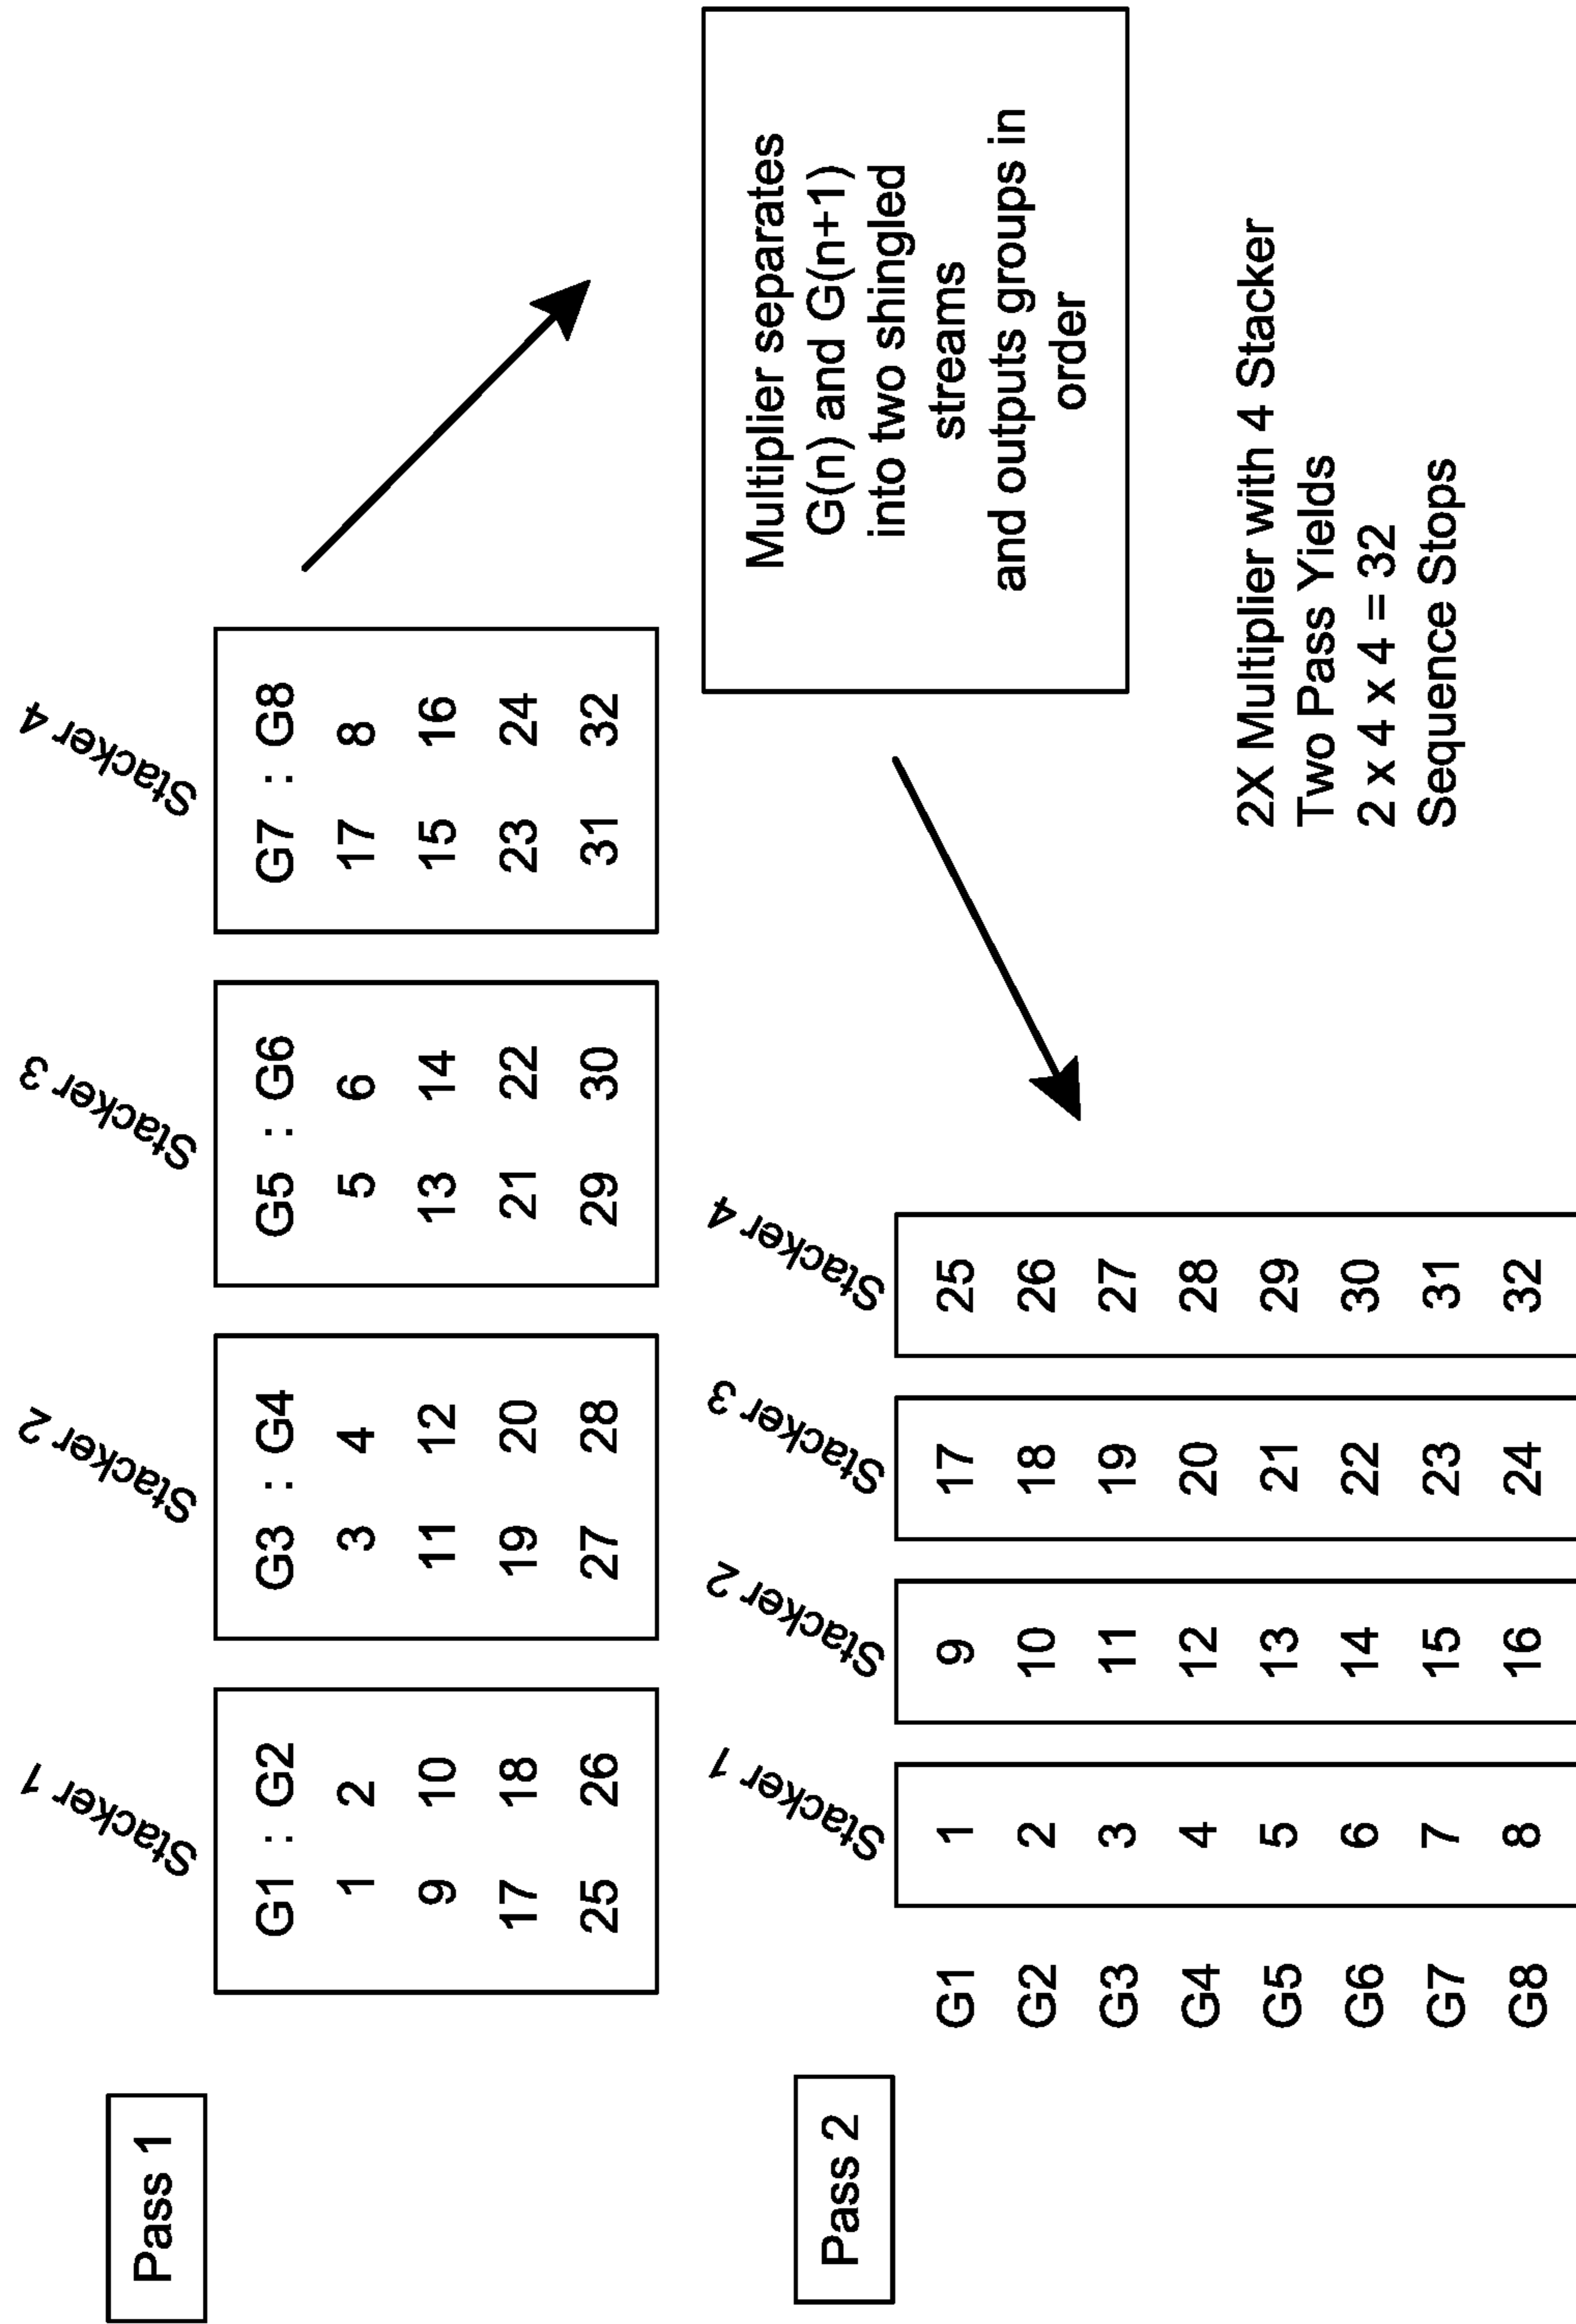 Pass 1
Stacker 1
Stacker 2
Stacker 3
Stacker 4
G1 : G2
1 2
9 10
17 18
25 26
G3 : G4
3 4
11 12
19 20
27 28
G5 : G6
5 6
13 14
21 22
29 30
G7 : G8
17 8
15 16
23 24
31 32
Multiplier separates
G(n) and G(n+1)
into two shingled
streams
and outputs groups in
order
Pass 2
Stacker 1
Stacker 2
Stacker 3
Stacker 4
G1 1 9 17 25
G2 2 10 18 26
G3 3 11 19 27
G4 4 12 20 28
G5 5 13 21 29
G6 6 14 22 30
G7 7 15 23 31
G8 8 16 24 32
2X Multiplier with 4 Stacker
Two Pass Yields
2 x 4 x 4 = 32
Sequence Stops